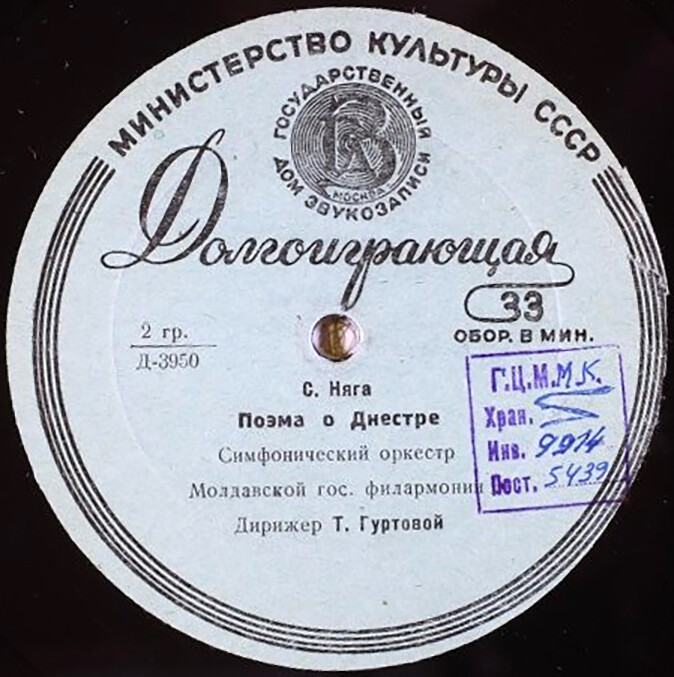 МИНИСТЕРСТВО КУЛЬТУРЫ СССР
ГОСУДАРСТВЕННЫЙ
ДОМ ЗВУКОЗАПИСИ
МОСКВА
Долгоиграющая
33
ОБОР. В МИН.
2 гр.
Д-3950
С. Няга
Поэма о Днестре
Симфонический оркестр
Молдавской гос. филармонии
Дирижер Т. Гуртовой
Г.Ц.М.М.К.
Хран.
Инв. 9914
Пост. 5439